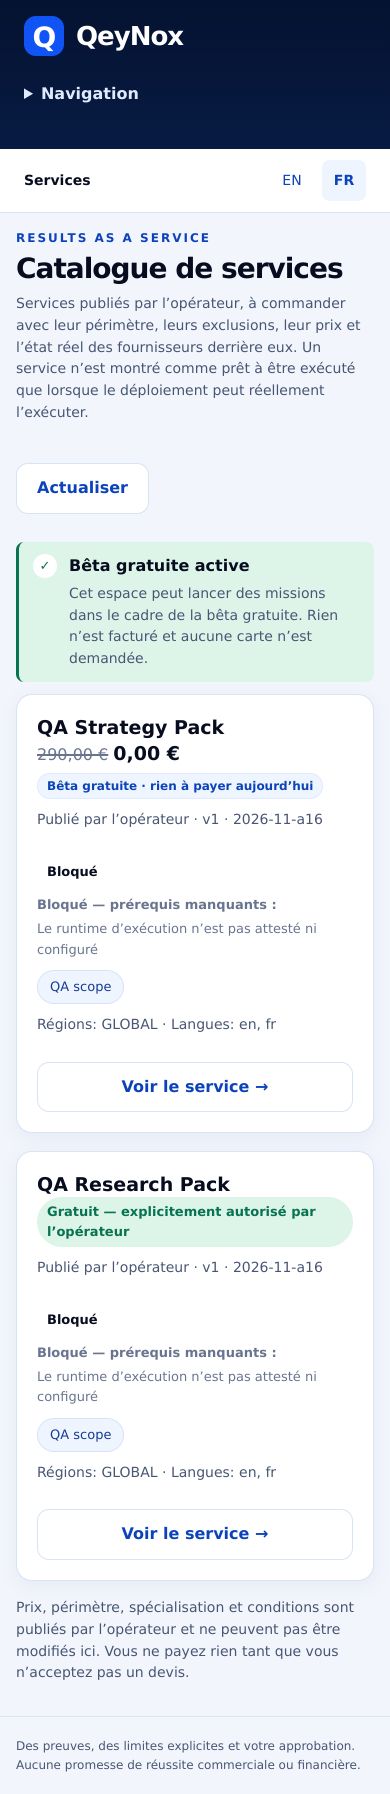 Q QeyNox
▶ Navigation
Services EN FR
RESULTS AS A SERVICE
Catalogue de services
Services publiés par l’opérateur, à commander
avec leur périmètre, leurs exclusions, leur prix et
l’état réel des fournisseurs derrière eux. Un
service n’est montré comme prêt à être exécuté
que lorsque le déploiement peut réellement
l’exécuter.
Actualiser
✓ Bêta gratuite active
Cet espace peut lancer des missions
dans le cadre de la bêta gratuite. Rien
n’est facturé et aucune carte n’est
demandée.
QA Strategy Pack
290,00 € 0,00 €
Bêta gratuite · rien à payer aujourd’hui
Publié par l’opérateur · v1 · 2026-11-a16
Bloqué
Bloqué — prérequis manquants :
Le runtime d’exécution n’est pas attesté ni
configuré
QA scope
Régions: GLOBAL · Langues: en, fr
Voir le service →
QA Research Pack
Gratuit — explicitement autorisé par
l’opérateur
Publié par l’opérateur · v1 · 2026-11-a16
Bloqué
Bloqué — prérequis manquants :
Le runtime d’exécution n’est pas attesté ni
configuré
QA scope
Régions: GLOBAL · Langues: en, fr
Voir le service →
Prix, périmètre, spécialisation et conditions sont
publiés par l’opérateur et ne peuvent pas être
modifiés ici. Vous ne payez rien tant que vous
n’acceptez pas un devis.
Des preuves, des limites explicites et votre approbation.
Aucune promesse de réussite commerciale ou financière.